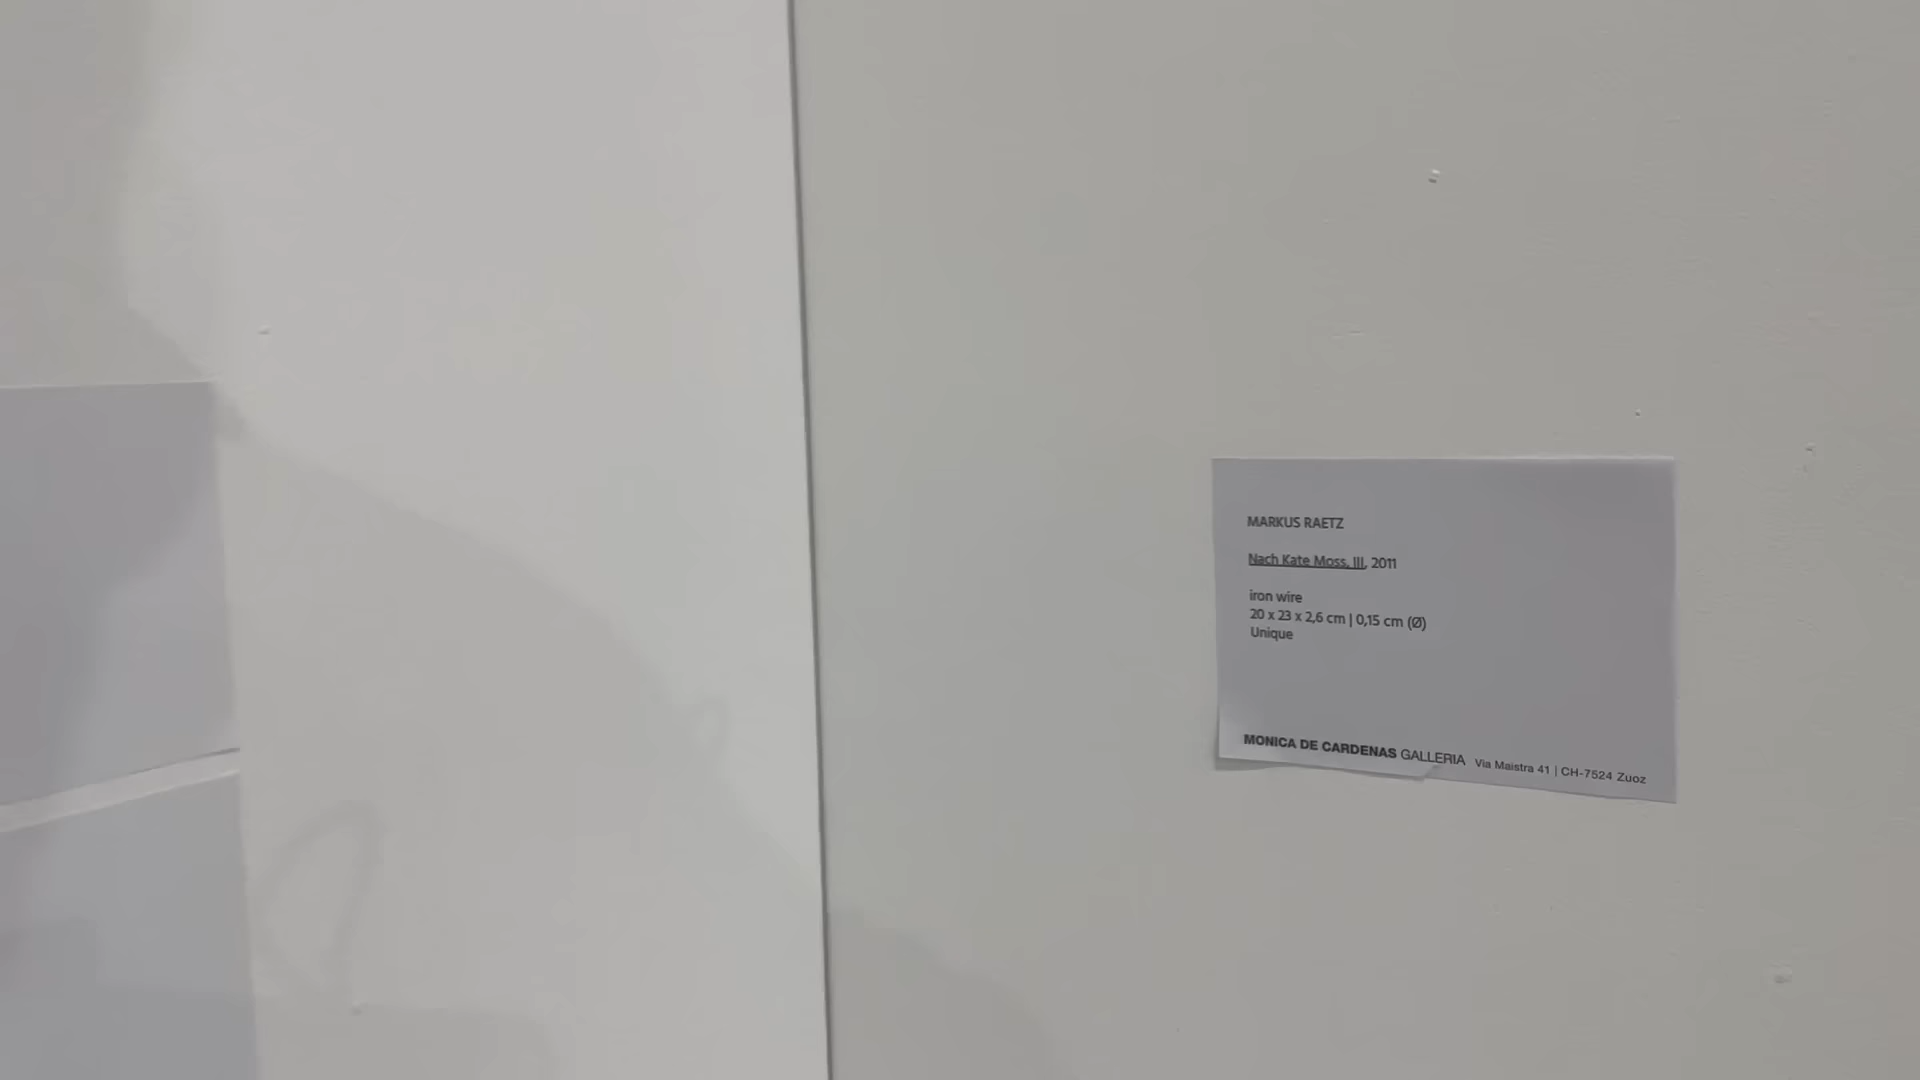 MARKUS RAETZ
Nach Kate Moss, III, 2011
iron wire
20 x 23 x 2,6 cm | 0,15 cm (Ø)
Unique
MONICA DE CARDENAS GALLERIA Via Maistra 41 | CH-7524 Zuoz